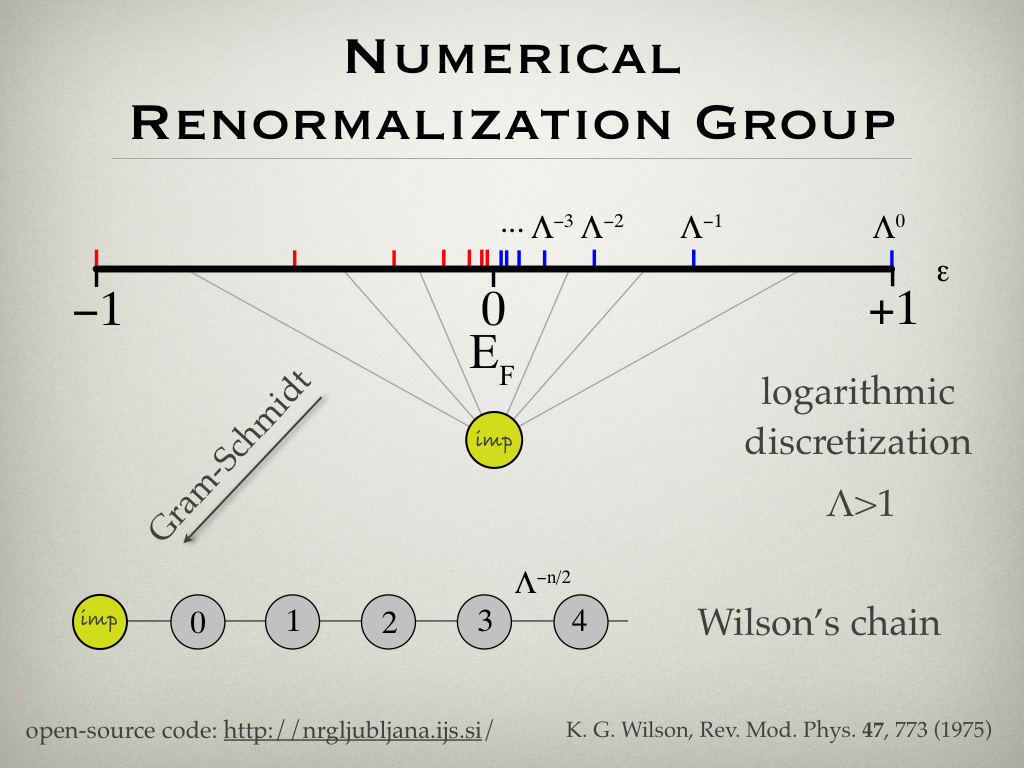 NUMERICAL
RENORMALIZATION GROUP
... Λ⁻³ Λ⁻² Λ⁻¹ Λ⁰
ε
−1 0 +1
E_F
imp
logarithmic
discretization
Λ>1
Gram-Schmidt
Λ⁻ⁿ/²
imp 0 1 2 3 4
Wilson’s chain
open-source code: http://nrgljubljana.ijs.si/
K. G. Wilson, Rev. Mod. Phys. 47, 773 (1975)